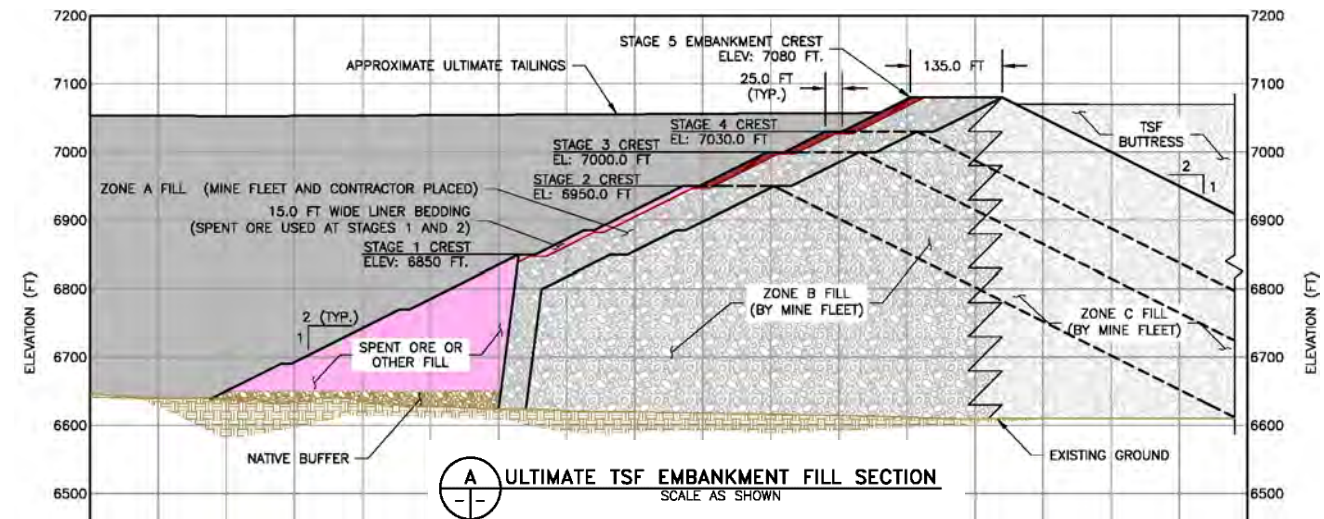 7200
7200
STAGE 5 EMBANKMENT CREST
ELEV: 7080 FT.
APPROXIMATE ULTIMATE TAILINGS
25.0 FT
(TYP.)
135.0 FT
7100
7100
STAGE 4 CREST
EL: 7030.0 FT
TSF
BUTTRESS
STAGE 3 CREST
EL: 7000.0 FT
7000
7000
STAGE 2 CREST
EL: 6950.0 FT
2
1
ZONE A FILL (MINE FLEET AND CONTRACTOR PLACED)
15.0 FT WIDE LINER BEDDING
(SPENT ORE USED AT STAGES 1 AND 2)
6900
6900
STAGE 1 CREST
ELEV: 6850 FT.
ELEVATION (FT)
ELEVATION (FT)
6800
6800
ZONE B FILL
(BY MINE FLEET)
ZONE C FILL
(BY MINE FLEET)
2 (TYP.)
1
SPENT ORE OR
OTHER FILL
6700
6700
6600
6600
NATIVE BUFFER
EXISTING GROUND
A
- -
ULTIMATE TSF EMBANKMENT FILL SECTION
SCALE AS SHOWN
6500
6500